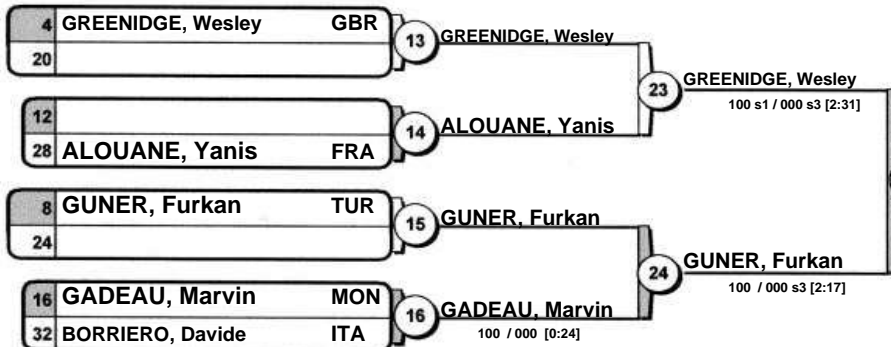 4 GREENIDGE, Wesley GBR
20
13 GREENIDGE, Wesley
12
28 ALOUANE, Yanis FRA
14 ALOUANE, Yanis
23 GREENIDGE, Wesley
100 s1 / 000 s3 [2:31]
8 GUNER, Furkan TUR
24
15 GUNER, Furkan
16 GADEAU, Marvin MON
32 BORRIERO, Davide ITA
16 GADEAU, Marvin
100 / 000 [0:24]
24 GUNER, Furkan
100 / 000 s3 [2:17]